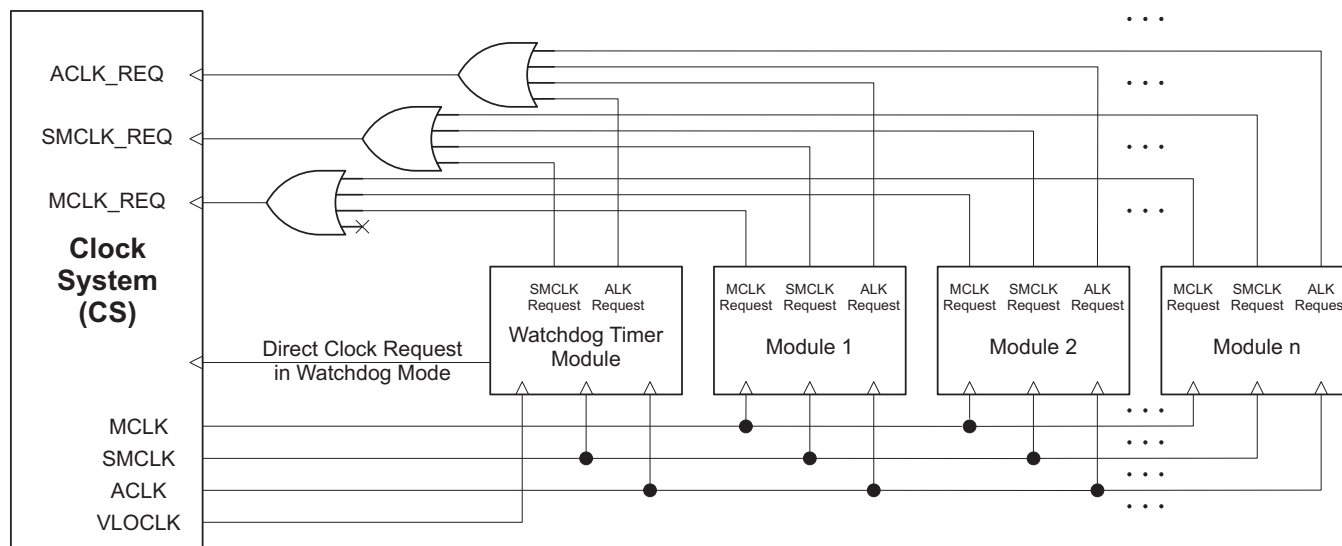 ACLK_REQ
SMCLK_REQ
MCLK_REQ
Clock
System
(CS)
SMCLK
Request
ALK
Request
Watchdog Timer
Module
MCLK
Request
SMCLK
Request
ALK
Request
Module 1
MCLK
Request
SMCLK
Request
ALK
Request
Module 2
MCLK
Request
SMCLK
Request
ALK
Request
Module n
Direct Clock Request
in Watchdog Mode
MCLK
SMCLK
ACLK
VLOCLK